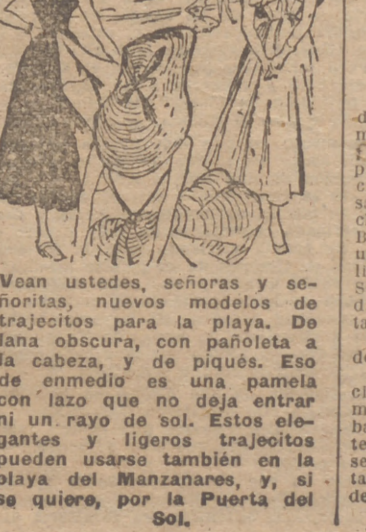 Vean ustedes, señoras y se-
ñoritas, nuevos modelos de
trajecitos para la playa. De
lana obscura, con pañoleta a
la cabeza, y de piqués. Eso
de enmedio es una pamela
con lazo que no deja entrar
ni un rayo de sol. Estos ele-
gantes y ligeros trajecitos
pueden usarse también en la
playa del Manzanares, y, si
se quiere, por la Puerta del
Sol.